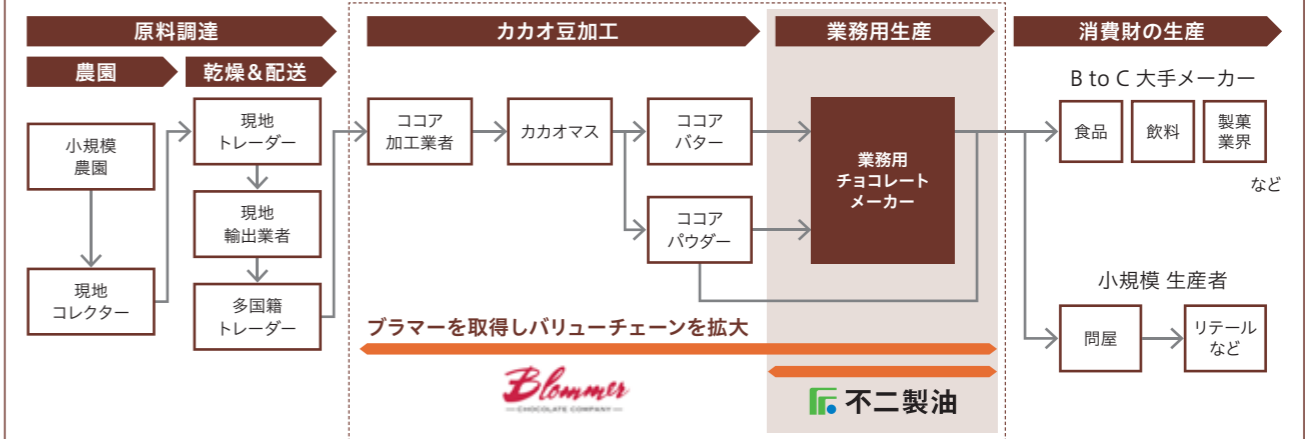 原料調達
カカオ豆加工
業務用生産
消費財の生産
農園
乾燥&配送
B to C 大手メーカー
小規模
農園
現地
コレクター
現地
トレーダー
現地
輸出業者
多国籍
トレーダー
ココア
加工業者
カカオマス
ココア
バター
ココア
パウダー
業務用
チョコレート
メーカー
食品
飲料
製菓
業界
など
小規模 生産者
問屋
リテール
など
ブラマーを取得しバリューチェーンを拡大
Blommer
CHOCOLATE COMPANY
不二製油